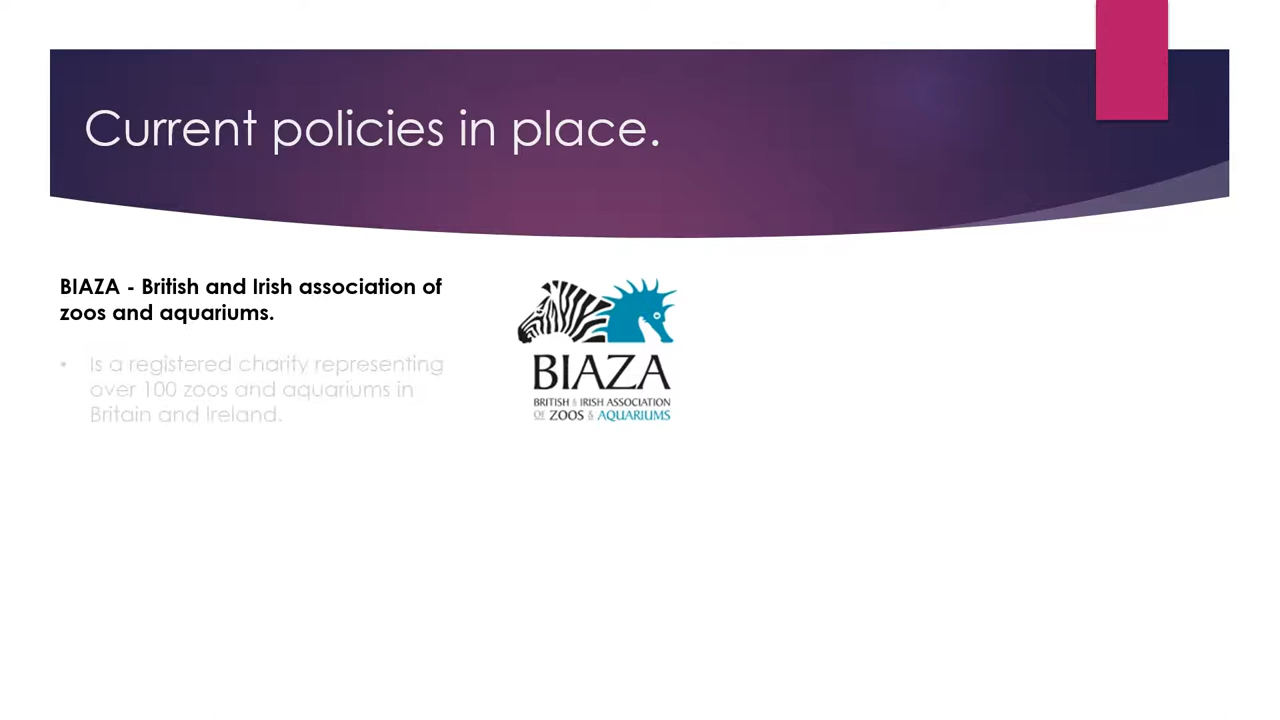 Current policies in place.
BIAZA - British and Irish association of
zoos and aquariums.
• Is a registered charity representing
over 100 zoos and aquariums in
Britain and Ireland.
BIAZA
BRITISH & IRISH ASSOCIATION
OF ZOOS & AQUARIUMS